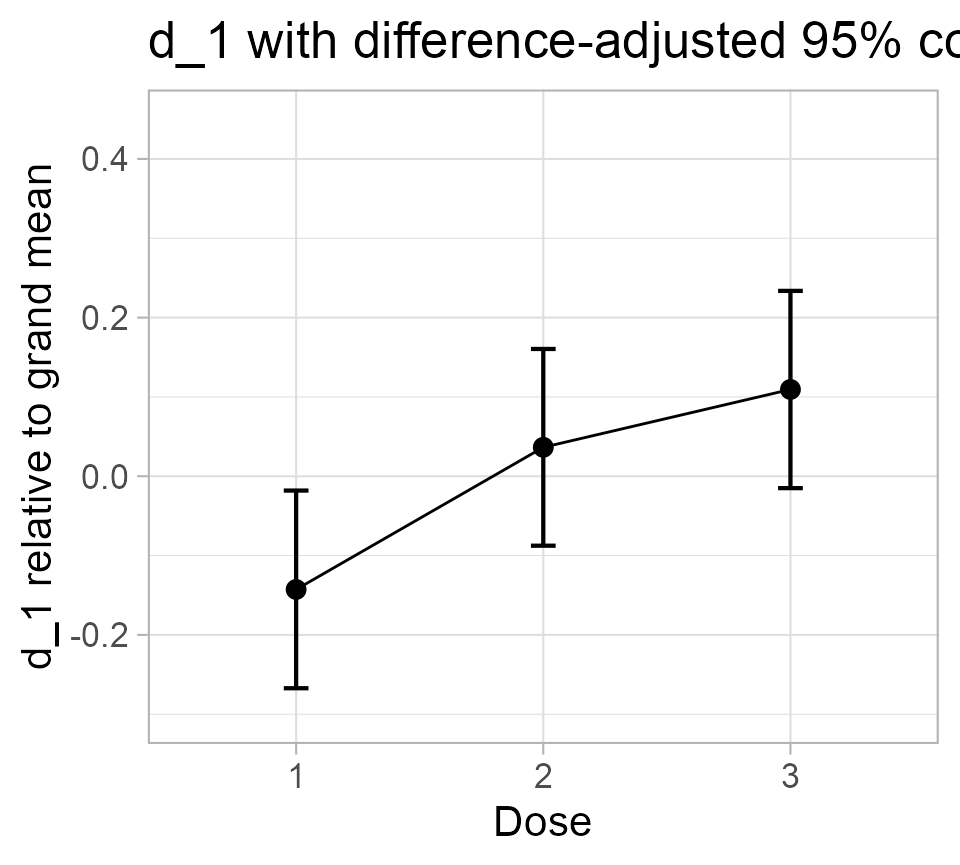 d_1 with difference-adjusted 95% co
d_1 relative to grand mean
0.4
0.2
0.0
-0.2
1 2 3
Dose